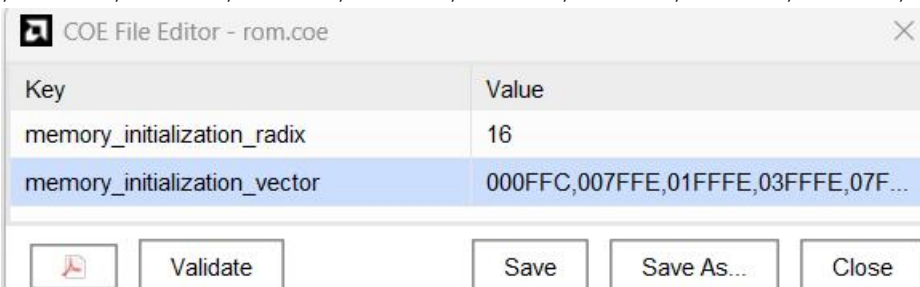 COE File Editor - rom.coe
Key Value
memory_initialization_radix 16
memory_initialization_vector 000FFC,007FFE,01FFFE,03FFFE,07F...
Validate Save Save As... Close